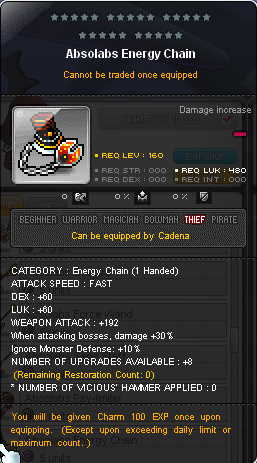 Absolabs Energy Chain
Cannot be traded once equipped
Damage increase
REQ LEV : 160
REQ STR : 000 REQ LUK : 480
REQ DEX : 000 REQ INT : 000
0 0 % 0 %
BEGINNER WARRIOR MAGICIAN BOWMAN THIEF PIRATE
Can be equipped by Cadena
CATEGORY : Energy Chain (1 Handed)
ATTACK SPEED : FAST
DEX : +60
LUK : +60
WEAPON ATTACK : +192
When attacking bosses, damage +30%
Ignore Monster Defense: +10%
NUMBER OF UPGRADES AVAILABLE : +8
(Remaining Restoration Count: 0)
* NUMBER OF VICIOUS' HAMMER APPLIED : 0
You will be given Charm 100 EXP once upon
equipping. (Except upon exceeding daily limit or
maximum count.)
5 units